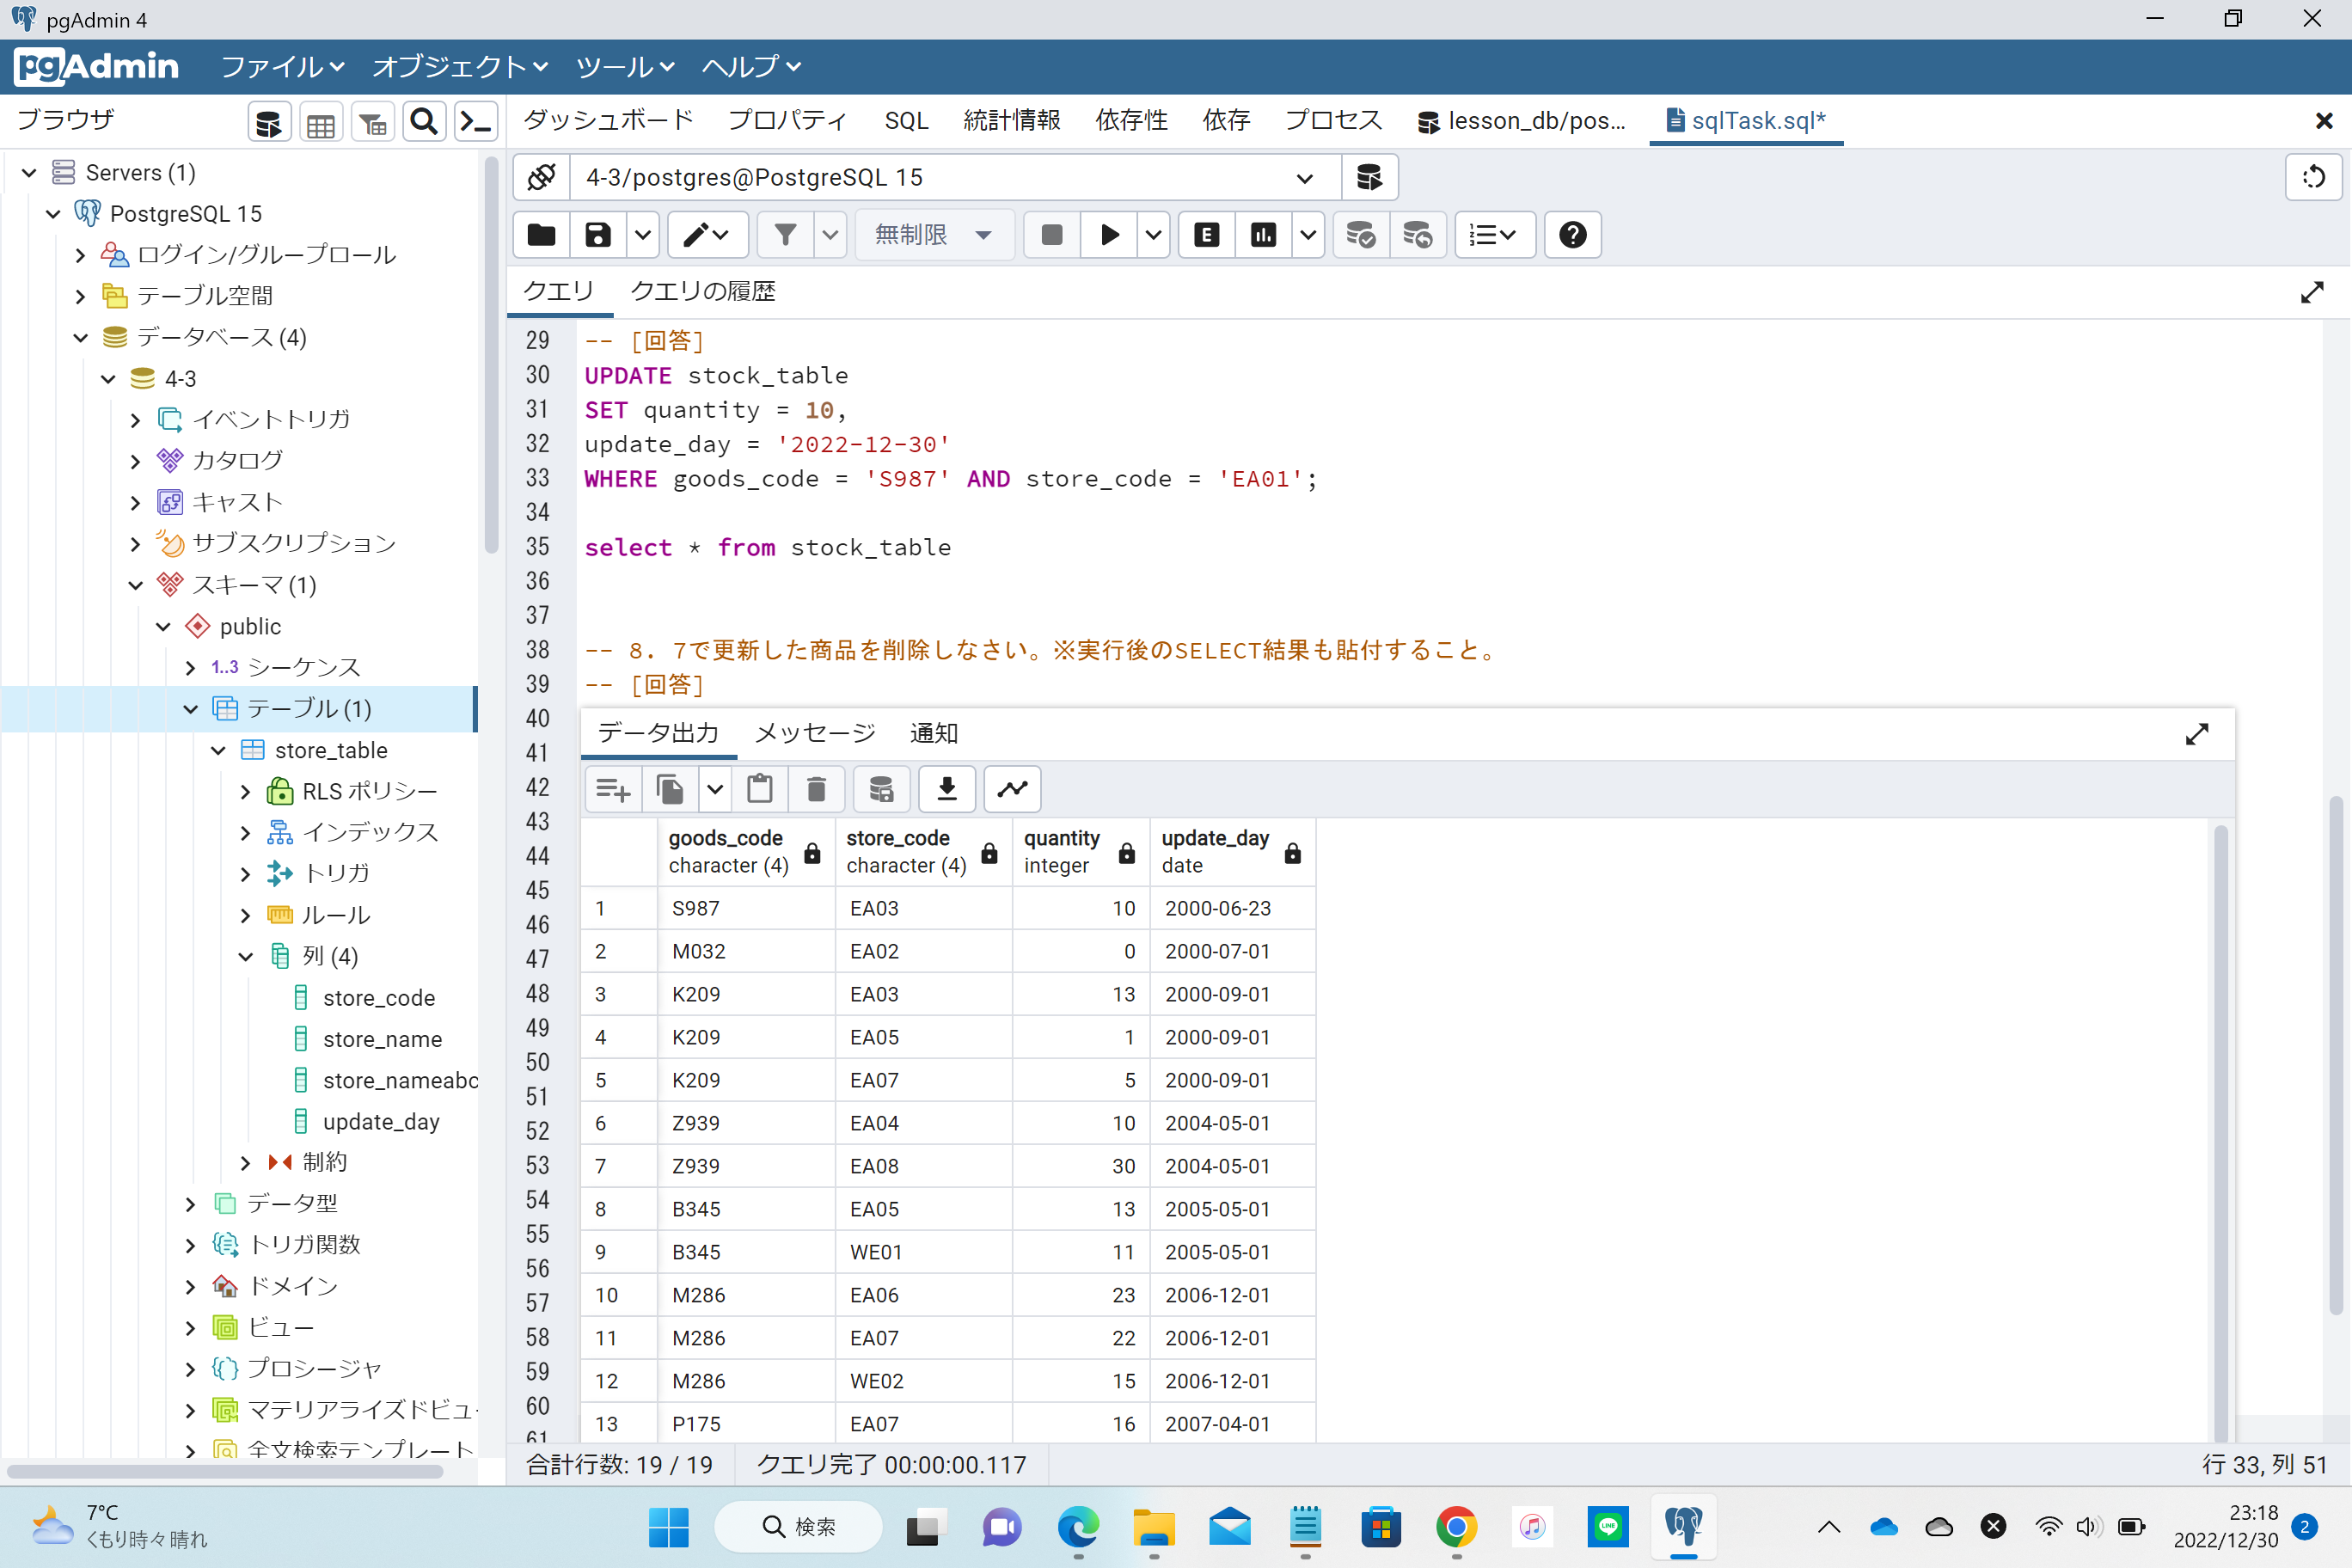 pgAdmin 4
pgAdmin ファイル オブジェクト ツール ヘルプ
ブラウザ
ダッシュボード プロパティ SQL 統計情報 依存性 依存 プロセス lesson_db/pos... sqlTask.sql*
Servers (1)
PostgreSQL 15
ログイン/グループロール
テーブル空間
データベース (4)
4-3
イベントトリガ
カタログ
キャスト
サブスクリプション
スキーマ (1)
public
1..3 シーケンス
テーブル (1)
store_table
RLS ポリシー
インデックス
トリガ
ルール
列 (4)
store_code
store_name
store_nameabc
update_day
制約
データ型
トリガ関数
ドメイン
ビュー
プロシージャ
マテリアライズドビュー
全文検索テンプレート
4-3/postgres@PostgreSQL 15
無制限
E
クエリ クエリの履歴
29 -- [回答]
30 UPDATE stock_table
31 SET quantity = 10,
32 update_day = '2022-12-30'
33 WHERE goods_code = 'S987' AND store_code = 'EA01';
34
35 select * from stock_table
36
37
38 -- 8. 7で更新した商品を削除しなさい。※実行後のSELECT結果も貼付すること。
39 -- [回答]
40
41
42
43
44
45
46
47
48
49
50
51
52
53
54
55
56
57
58
59
60
61
データ出力 メッセージ 通知
goods_code character (4) store_code character (4) quantity integer update_day date
1 S987 EA03 10 2000-06-23
2 M032 EA02 0 2000-07-01
3 K209 EA03 13 2000-09-01
4 K209 EA05 1 2000-09-01
5 K209 EA07 5 2000-09-01
6 Z939 EA04 10 2004-05-01
7 Z939 EA08 30 2004-05-01
8 B345 EA05 13 2005-05-01
9 B345 WE01 11 2005-05-01
10 M286 EA06 23 2006-12-01
11 M286 EA07 22 2006-12-01
12 M286 WE02 15 2006-12-01
13 P175 EA07 16 2007-04-01
合計行数: 19 / 19 クエリ完了 00:00:00.117 行 33, 列 51
7°C
くもり時々晴れ
検索
LINE
23:18
2022/12/30
2